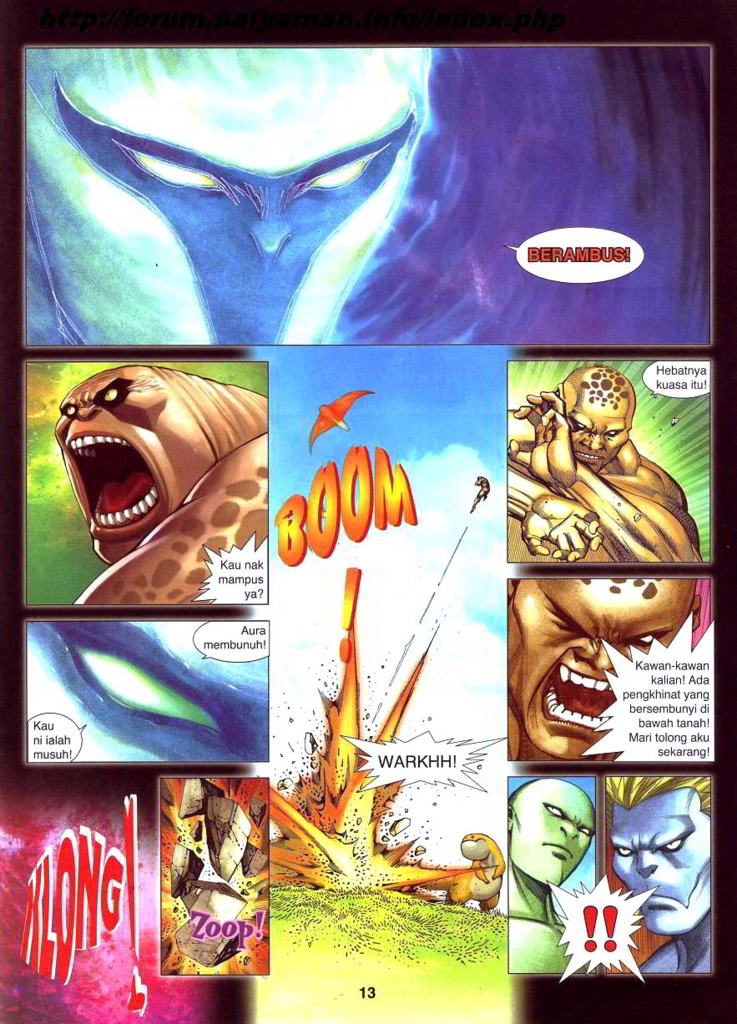 http://forum.saiyaman.info/index.php
BERAMBUS!
Kau nak
mampus
ya?
BOOM
!
Hebatnya
kuasa itu!
Aura
membunuh!
Kau
ni ialah
musuh!
Kawan-kawan
kalian! Ada
pengkhinat yang
bersembunyi di
bawah tanah!
Mari tolong aku
sekarang!
WARKHH!
KLONG!
Zoop!
!!
13